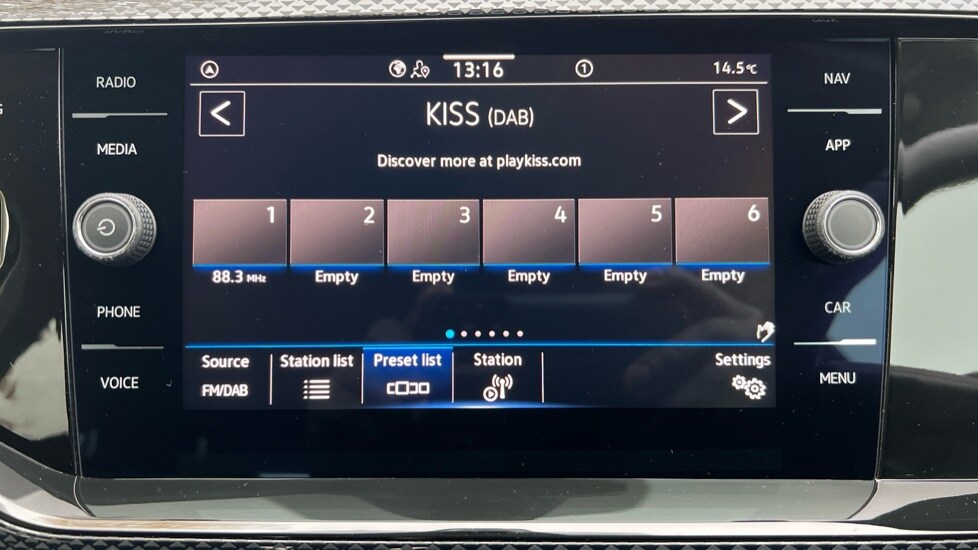 RADIO
MEDIA
PHONE
VOICE
13:16
1
14.5°C
<
KISS (DAB)
>
Discover more at playkiss.com
1 2 3 4 5 6
88.3 MHz Empty Empty Empty Empty Empty
Source Station list Preset list Station Settings
FM/DAB
NAV
APP
CAR
MENU